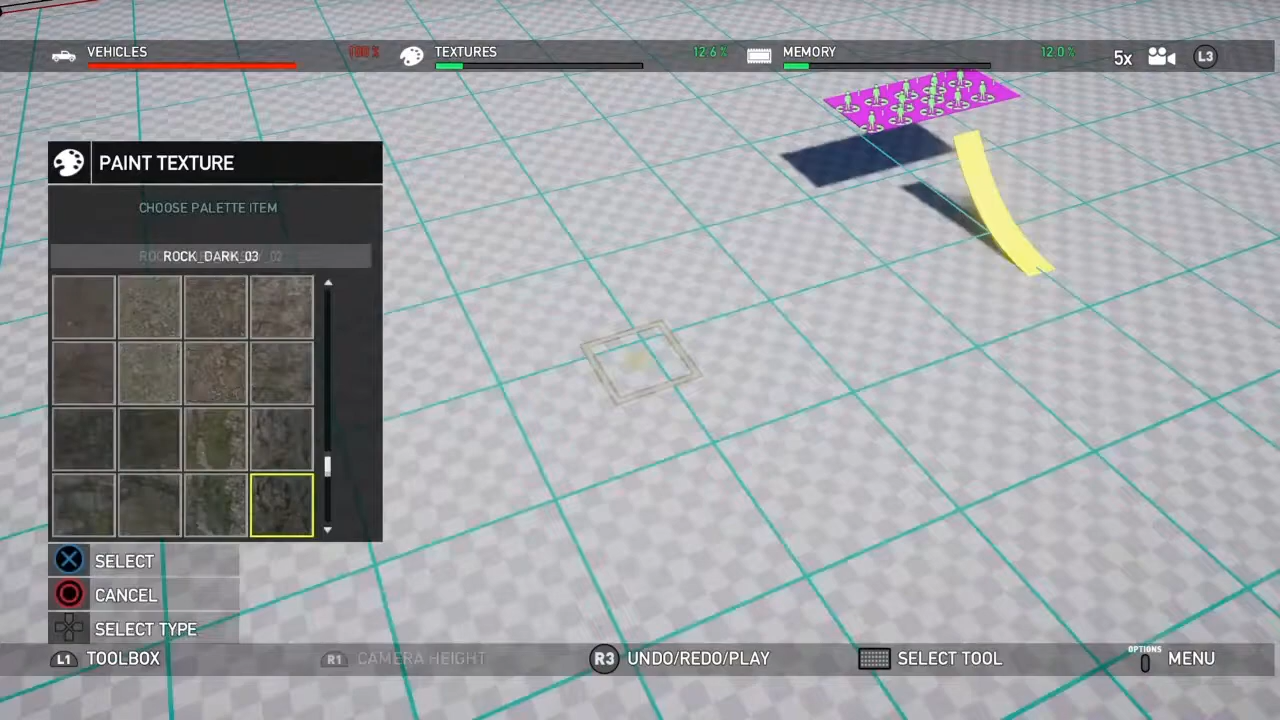 VEHICLES 100% TEXTURES 12.6% MEMORY 12.0% 5x L3
PAINT TEXTURE
CHOOSE PALETTE ITEM
ROCK_DARK_03
SELECT
CANCEL
SELECT TYPE
L1 TOOLBOX R1 CAMERA HEIGHT R3 UNDO/REDO/PLAY SELECT TOOL OPTIONS MENU